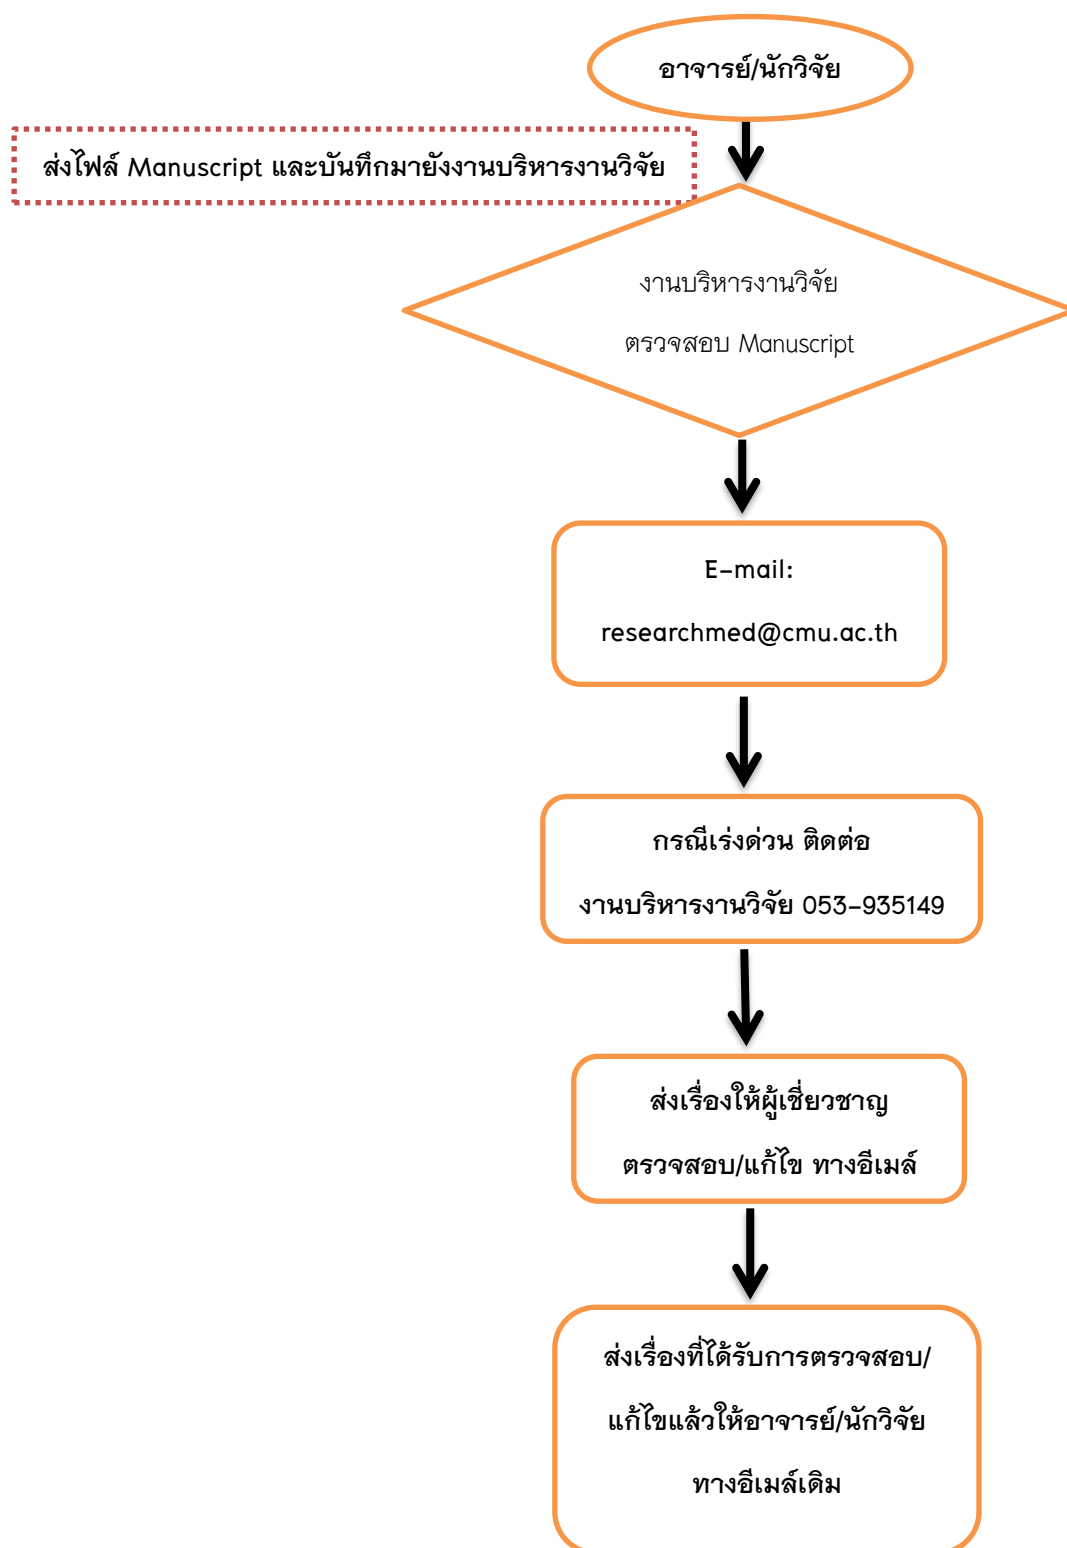 อาจารย์/นักวิจัย
ส่งไฟล์ Manuscript และบันทึกมายังงานบริหารงานวิจัย
งานบริหารงานวิจัย
ตรวจสอบ Manuscript
E-mail:
researchmed@cmu.ac.th
กรณีเร่งด่วน ติดต่อ
งานบริหารงานวิจัย 053-935149
ส่งเรื่องให้ผู้เชี่ยวชาญ
ตรวจสอบ/แก้ไข ทางอีเมล์
ส่งเรื่องที่ได้รับการตรวจสอบ/
แก้ไขแล้วให้อาจารย์/นักวิจัย
ทางอีเมล์เดิม